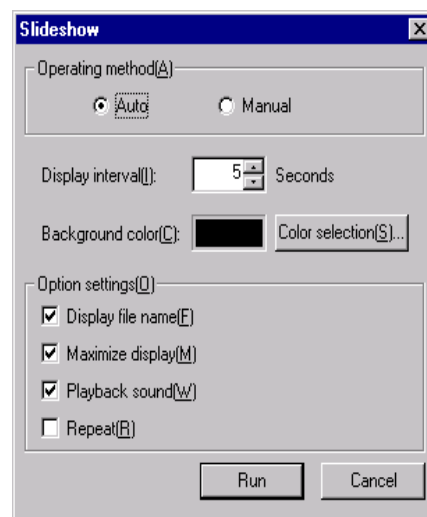 Slideshow
Operating method(A)
Auto Manual
Display interval(I): 5 Seconds
Background color(C): Color selection(S)...
Option settings(O)
Display file name(F)
Maximize display(M)
Playback sound(W)
Repeat(R)
Run Cancel